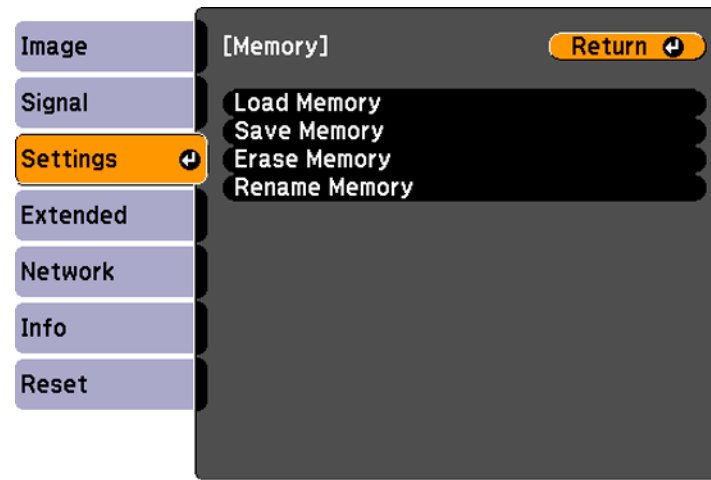 Image
Signal
Settings
Extended
Network
Info
Reset
[Memory]
Return
Load Memory
Save Memory
Erase Memory
Rename Memory